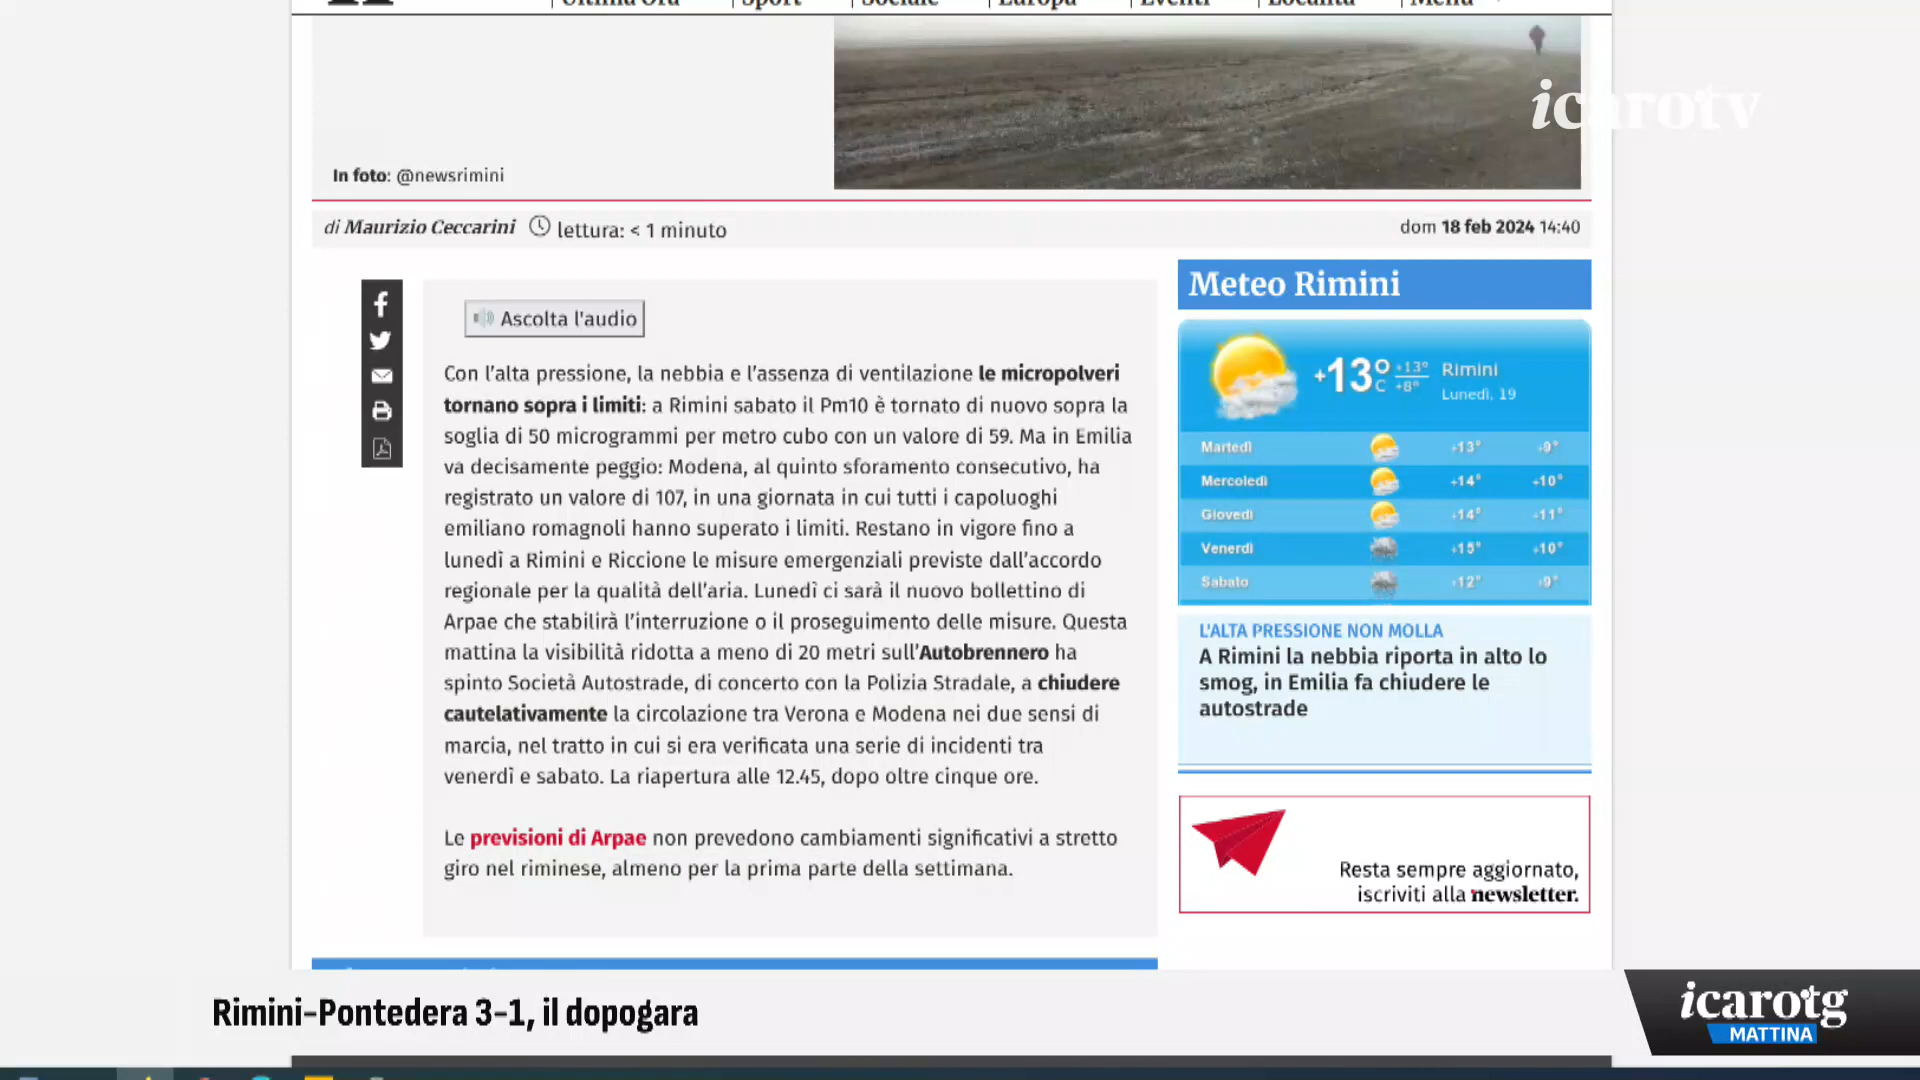 Ultima Ora
Sport
Sociale
Europa
Eventi
Località
Menu
icarotv
In foto: @newsrimini
di Maurizio Ceccarini lettura: < 1 minuto
dom 18 feb 2024 14:40
Ascolta l'audio
Con l'alta pressione, la nebbia e l'assenza di ventilazione le micropolveri
tornano sopra i limiti: a Rimini sabato il Pm10 è tornato di nuovo sopra la
soglia di 50 microgrammi per metro cubo con un valore di 59. Ma in Emilia
va decisamente peggio: Modena, al quinto sforamento consecutivo, ha
registrato un valore di 107, in una giornata in cui tutti i capoluoghi
emiliano romagnoli hanno superato i limiti. Restano in vigore fino a
lunedì a Rimini e Riccione le misure emergenziali previste dall'accordo
regionale per la qualità dell'aria. Lunedì ci sarà il nuovo bollettino di
Arpae che stabilirà l'interruzione o il proseguimento delle misure. Questa
mattina la visibilità ridotta a meno di 20 metri sull'Autobrennero ha
spinto Società Autostrade, di concerto con la Polizia Stradale, a chiudere
cautelativamente la circolazione tra Verona e Modena nei due sensi di
marcia, nel tratto in cui si era verificata una serie di incidenti tra
venerdì e sabato. La riapertura alle 12.45, dopo oltre cinque ore.
Le previsioni di Arpae non prevedono cambiamenti significativi a stretto
giro nel riminese, almeno per la prima parte della settimana.
Meteo Rimini
+13°C +13° +8° Rimini
Lunedì, 19
Martedì +13° +9°
Mercoledì +14° +10°
Giovedì +14° +11°
Venerdì +15° +10°
Sabato +12° +9°
L'ALTA PRESSIONE NON MOLLA
A Rimini la nebbia riporta in alto lo
smog, in Emilia fa chiudere le
autostrade
Resta sempre aggiornato,
iscriviti alla newsletter.
Rimini-Pontedera 3-1, il dopogara
icarotg
MATTINA